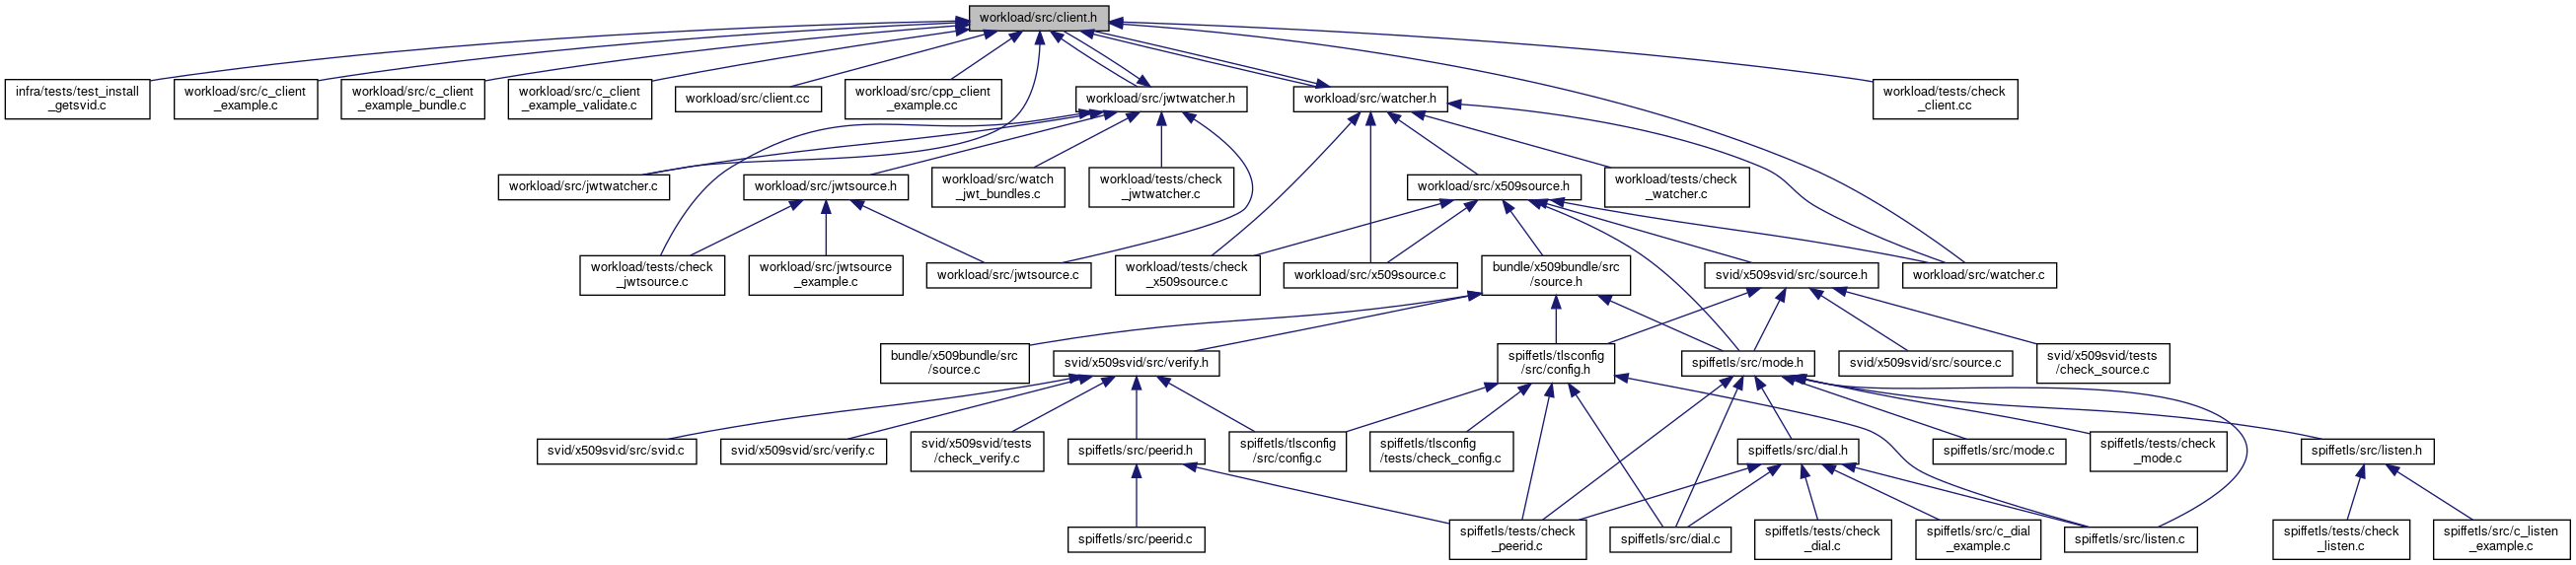 workload/src/client.h
infra/tests/test_install
_getsvid.c
workload/src/c_client
_example.c
workload/src/c_client
_example_bundle.c
workload/src/c_client
_example_validate.c
workload/src/client.cc
workload/src/cpp_client
_example.cc
workload/src/jwtwatcher.h
workload/src/watcher.h
workload/tests/check
_client.cc
workload/src/jwtwatcher.c
workload/src/jwtsource.h
workload/src/watch
_jwt_bundles.c
workload/tests/check
_jwtwatcher.c
workload/src/x509source.h
workload/tests/check
_watcher.c
workload/tests/check
_jwtsource.c
workload/src/jwtsource
_example.c
workload/src/jwtsource.c
workload/tests/check
_x509source.c
workload/src/x509source.c
bundle/x509bundle/src
/source.h
svid/x509svid/src/source.h
workload/src/watcher.c
bundle/x509bundle/src
/source.c
svid/x509svid/src/verify.h
spiffetls/tlsconfig
/src/config.h
spiffetls/src/mode.h
svid/x509svid/src/source.c
svid/x509svid/tests
/check_source.c
svid/x509svid/src/svid.c
svid/x509svid/src/verify.c
svid/x509svid/tests
/check_verify.c
spiffetls/src/peerid.h
spiffetls/tlsconfig
/src/config.c
spiffetls/tlsconfig
/tests/check_config.c
spiffetls/src/dial.h
spiffetls/src/mode.c
spiffetls/tests/check
_mode.c
spiffetls/src/listen.h
spiffetls/src/peerid.c
spiffetls/tests/check
_peerid.c
spiffetls/src/dial.c
spiffetls/tests/check
_dial.c
spiffetls/src/c_dial
_example.c
spiffetls/src/listen.c
spiffetls/tests/check
_listen.c
spiffetls/src/c_listen
_example.c